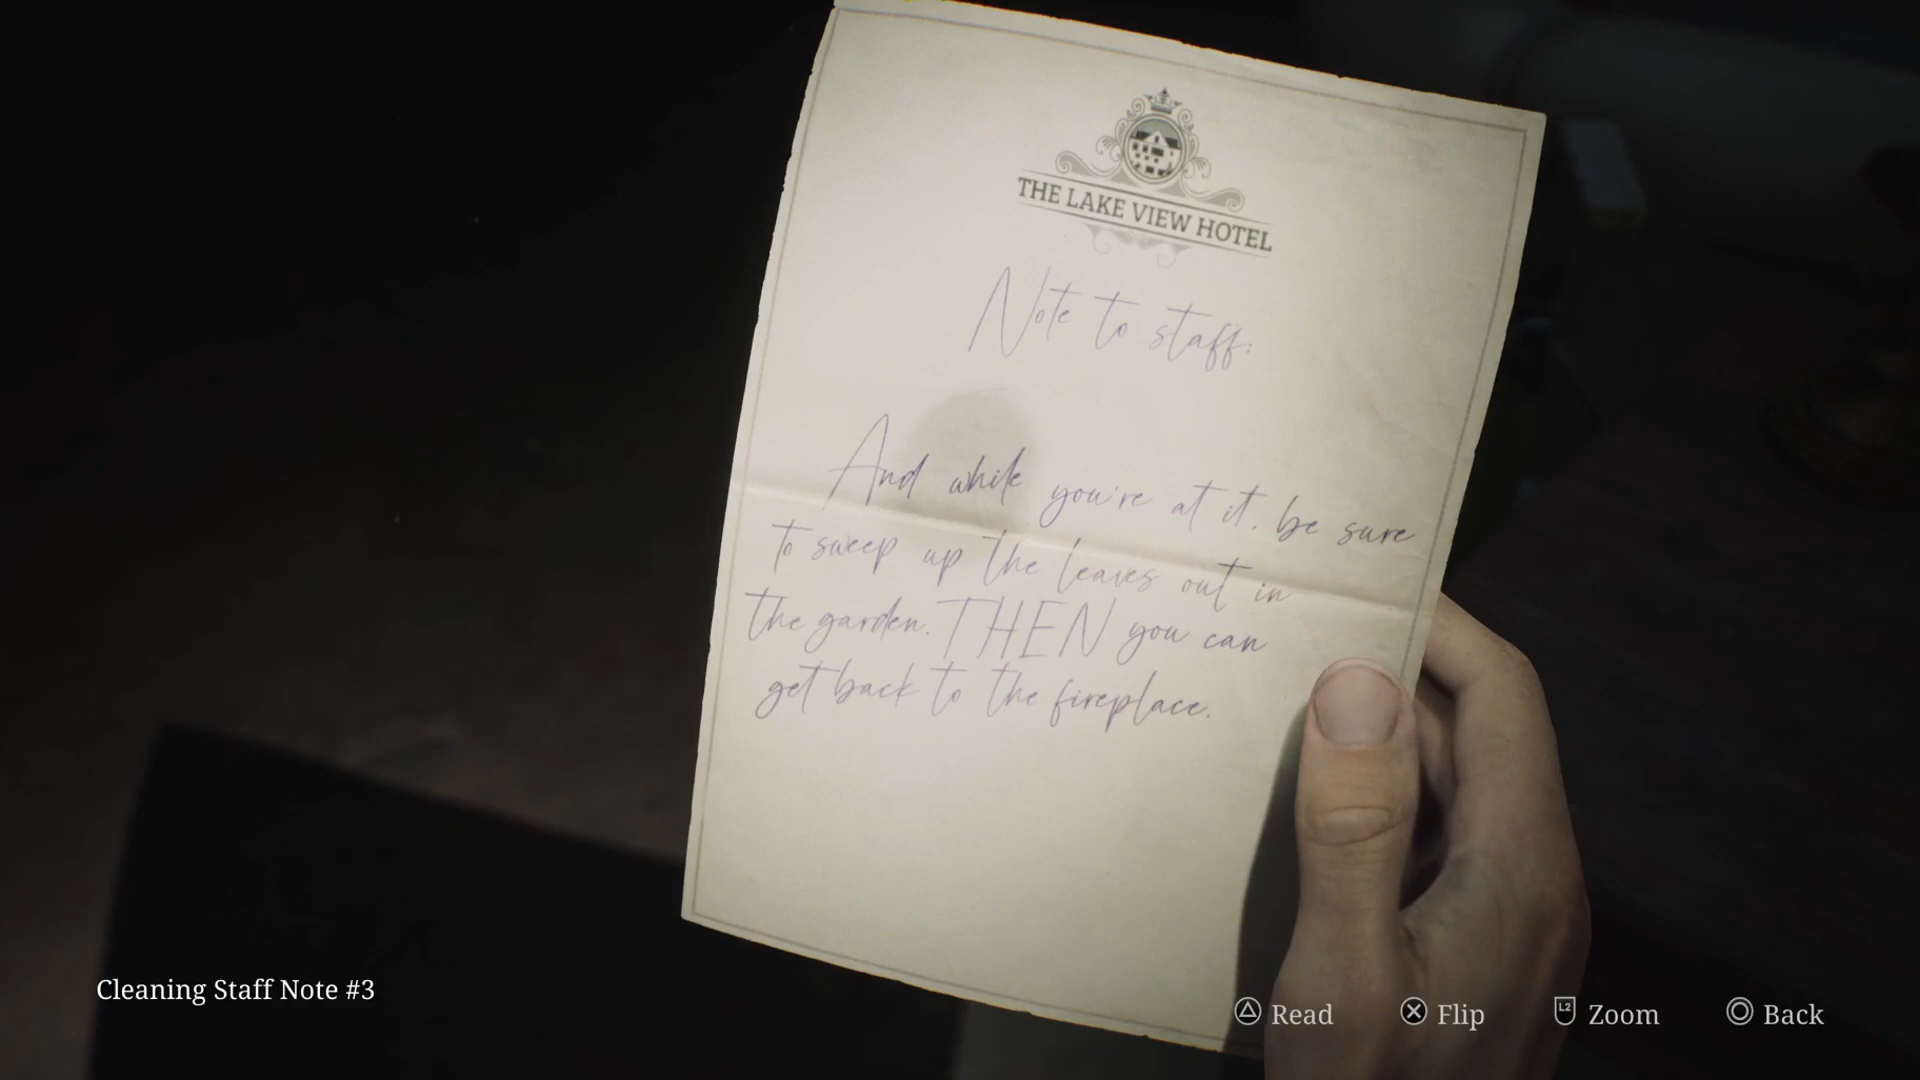 THE LAKE VIEW HOTEL
Note to staff:
And while you're at it, be sure
to sweep up the leaves out in
the garden. THEN you can
get back to the fireplace.
Cleaning Staff Note #3
Read
L2
Flip
Zoom
Back